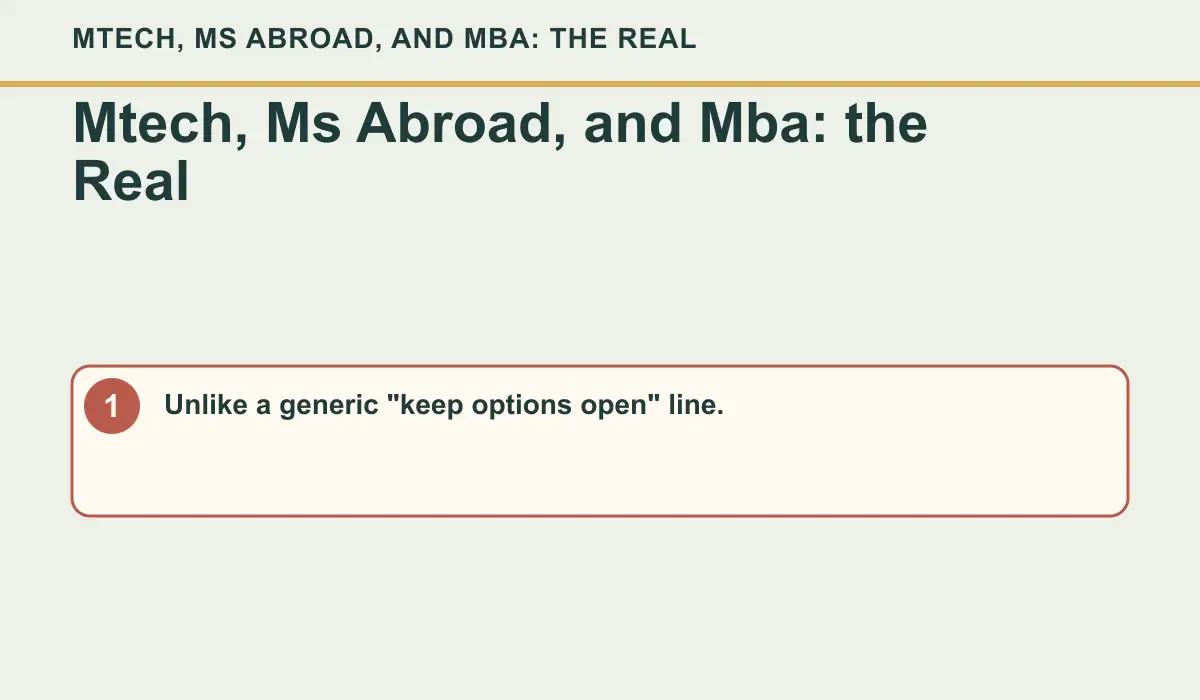 MTECH, MS ABROAD, AND MBA: THE REAL
Mtech, Ms Abroad, and Mba: the
Real
1 Unlike a generic "keep options open" line.